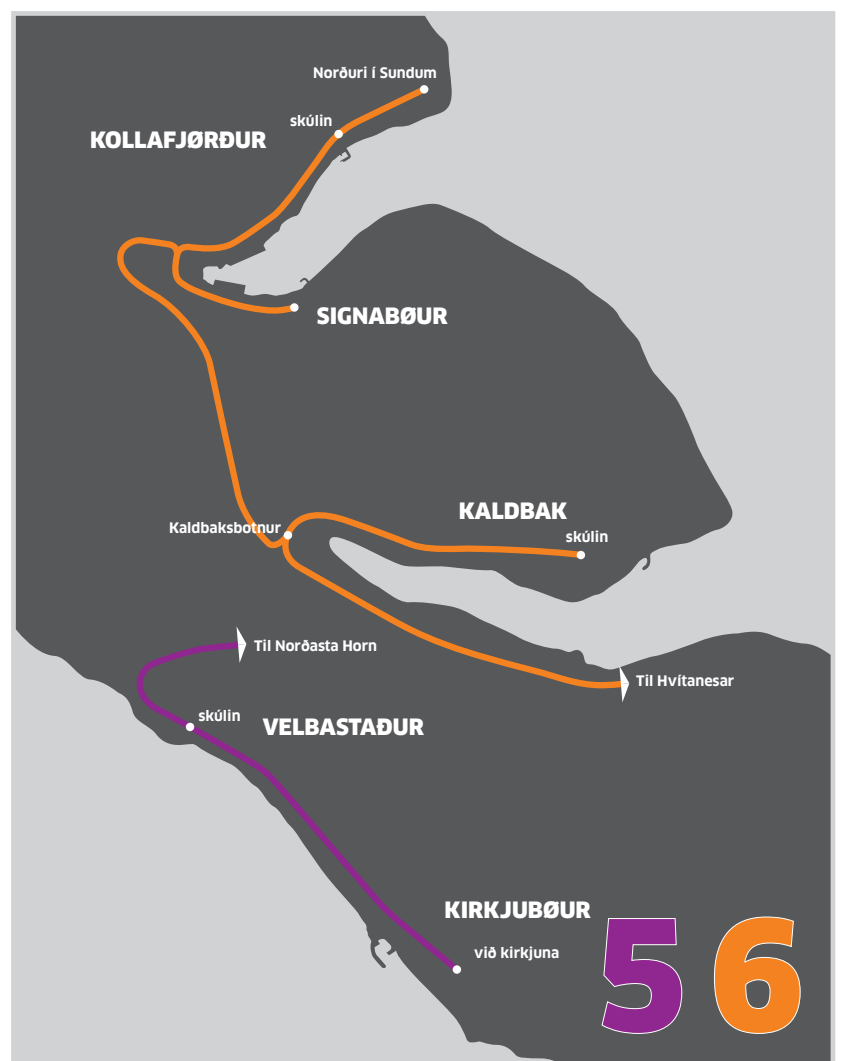 Norðuri í Sundum
skúlin
KOLLAFJØRÐUR
SIGNABØUR
KALDBAK
Kaldbaksbotnur
skúlin
Til Norðasta Horn
Til Hvítanesar
skúlin
VELBASTAÐUR
KIRKJUBØUR
við kirkjuna
5 6